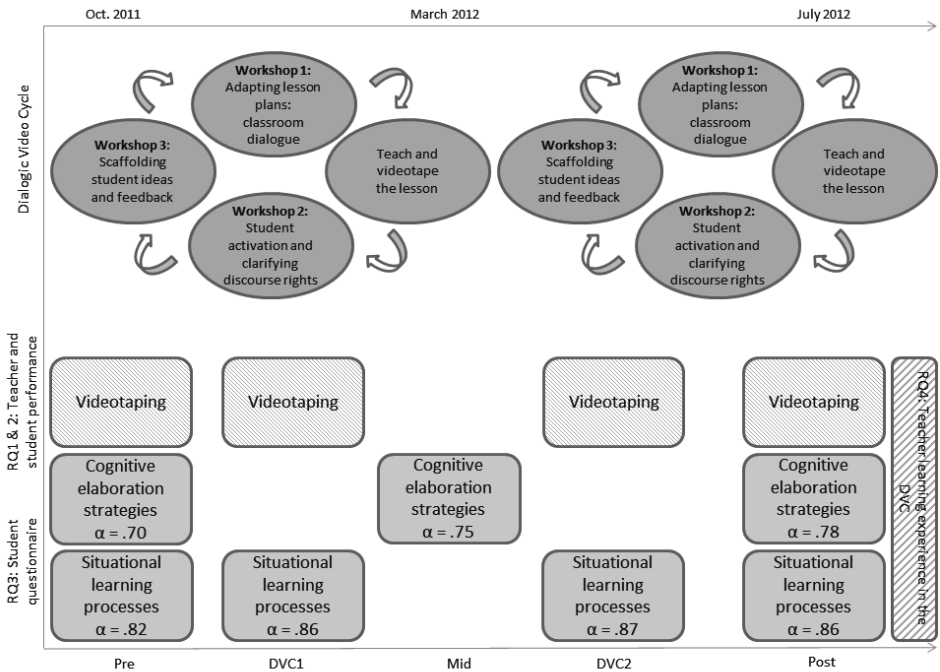 Oct. 2011
March 2012
July 2012
Dialogic Video Cycle
Workshop 1:
Adapting lesson
plans:
classroom
dialogue
Workshop 3:
Scaffolding
student ideas
and feedback
Teach and
videotape
the lesson
Workshop 2:
Student
activation and
clarifying
discourse rights
Workshop 1:
Adapting lesson
plans:
classroom
dialogue
Workshop 3:
Scaffolding
student ideas
and feedback
Teach and
videotape
the lesson
Workshop 2:
Student
activation and
clarifying
discourse rights
RQ1 & 2: Teacher and
student performance
Videotaping
Videotaping
Videotaping
Videotaping
RQ4: Teacher learning experience in the
DVC
RQ3: Student
questionnaire
Cognitive
elaboration
strategies
α = .70
Cognitive
elaboration
strategies
α = .75
Cognitive
elaboration
strategies
α = .78
Situational
learning
processes
α = .82
Situational
learning
processes
α = .86
Situational
learning
processes
α = .87
Situational
learning
processes
α = .86
Pre
DVC1
Mid
DVC2
Post